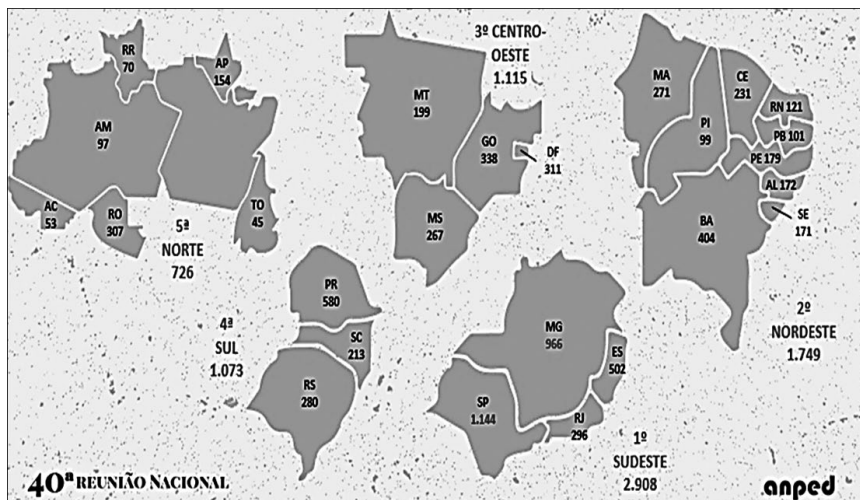 RR
70
AP
154
AM
97
AC
53
RO
307
TO
45
5ª
NORTE
726
3º CENTRO-
OESTE
1.115
MT
199
GO
338
DF
311
MS
267
MA
271
PI
99
CE
231
RN 121
PB 101
PE 179
AL 172
SE
171
BA
404
2º
NORDESTE
1.749
4ª
SUL
1.073
PR
580
SC
213
RS
280
MG
966
ES
502
SP
1.144
RJ
296
1º
SUDESTE
2.908
40ª REUNIÃO NACIONAL
anped